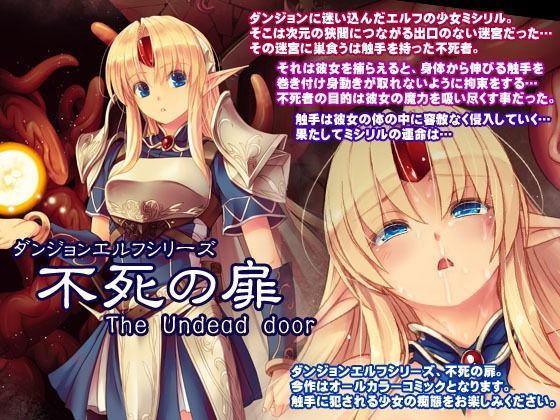 ダンジョンに迷い込んだエルフの少女ミシリル。
そこは次元の狭間につながる出口のない迷宮だった…
その迷宮に巣食うは触手を持った不死者。
それは彼女を捕らえると、身体から伸びる触手を
巻き付け身動きが取れないように拘束をする…
不死者の目的は彼女の魔力を吸い尽くす事だった。
触手は彼女の体の中に容赦なく侵入していく…
果たしてミシリルの運命は…
ダンジョンエルフシリーズ
不死の扉
The Undead door
ダンジョンエルフシリーズ、不死の扉。
今作はオールカラーコミックとなります。
触手に犯される少女の痴態をお楽しみください。